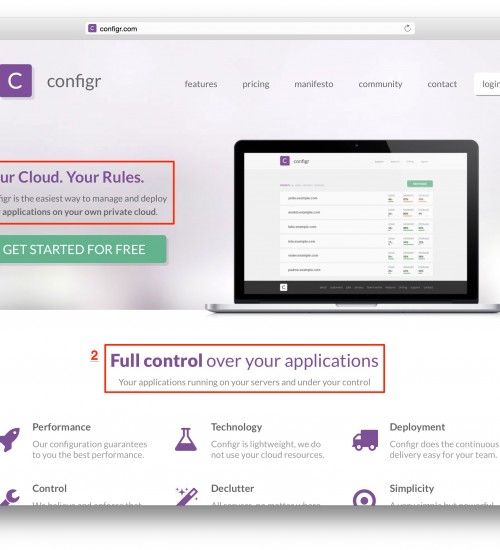 configr.com
C configr
features pricing manifesto community contact login
ur Cloud. Your Rules.
figr is the easiest way to manage and deploy
applications on your own private cloud.
GET STARTED FOR FREE
configr
2
Full control over your applications
Your applications running on your servers and under your control
Performance
Our configuration guarantees
to you the best performance.
Technology
Configr is lightweight, we do
not use your cloud resources.
Deployment
Configr does the continuous
delivery easy for your team.
Control
We believe and enforce that
Declutter
All servers, no matter where
Simplicity
A very simple but powerful